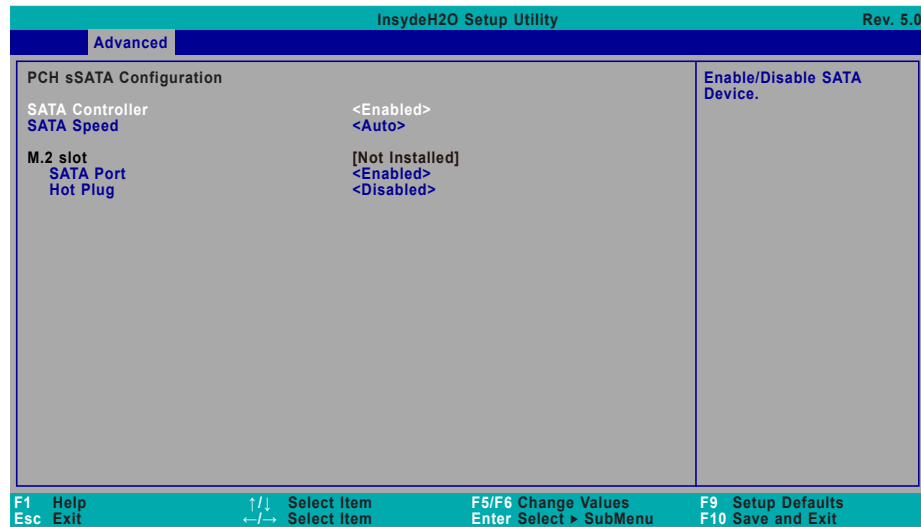 InsydeH2O Setup Utility Rev. 5.0
Advanced
PCH sSATA Configuration
SATA Controller <Enabled>
SATA Speed <Auto>
M.2 slot [Not Installed]
SATA Port <Enabled>
Hot Plug <Disabled>
Enable/Disable SATA
Device.
F1 Help ↑/↓ Select Item F5/F6 Change Values F9 Setup Defaults
Esc Exit ←/→ Select Item Enter Select ▶ SubMenu F10 Save and Exit